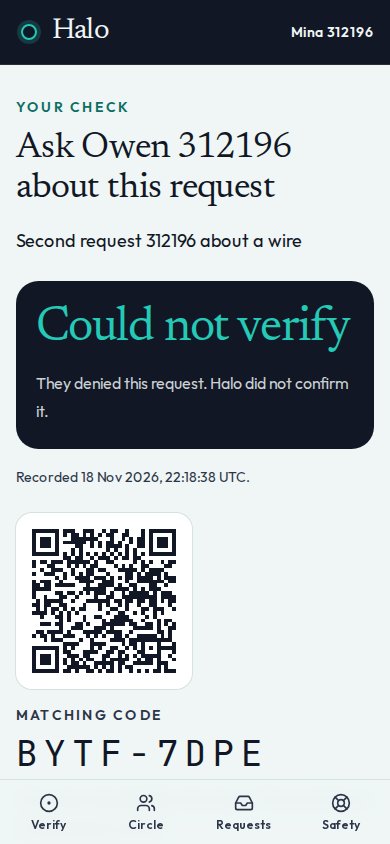 Halo
Mina 312196
YOUR CHECK
Ask Owen 312196
about this request
Second request 312196 about a wire
Could not verify
They denied this request. Halo did not confirm
it.
Recorded 18 Nov 2026, 22:18:38 UTC.
MATCHING CODE
BYTF-7DPE
Verify
Circle
Requests
Safety